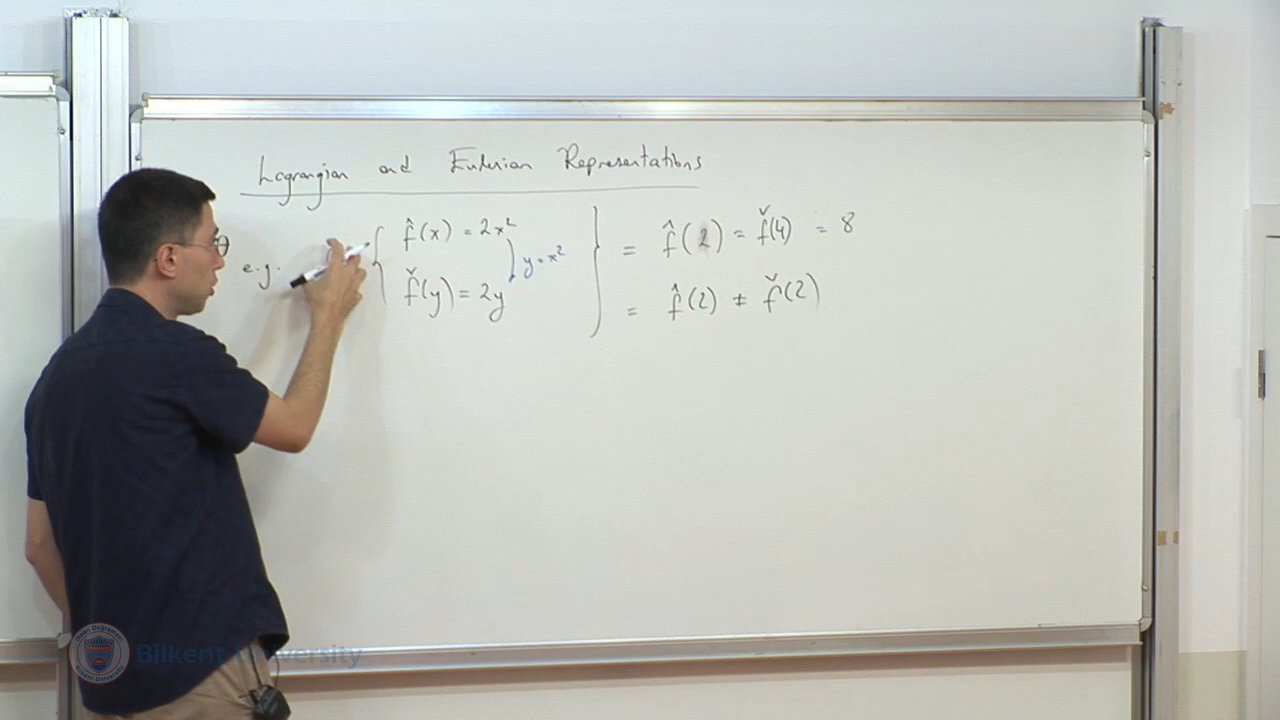 Lagrangian and Eulerian Representations
e.g. { f̂(x) = 2x² } = f̂(2) = f̌(4) = 8
y = x²
f̌(y) = 2y = f̂(2) ≠ f̌(2)
Bilkent University